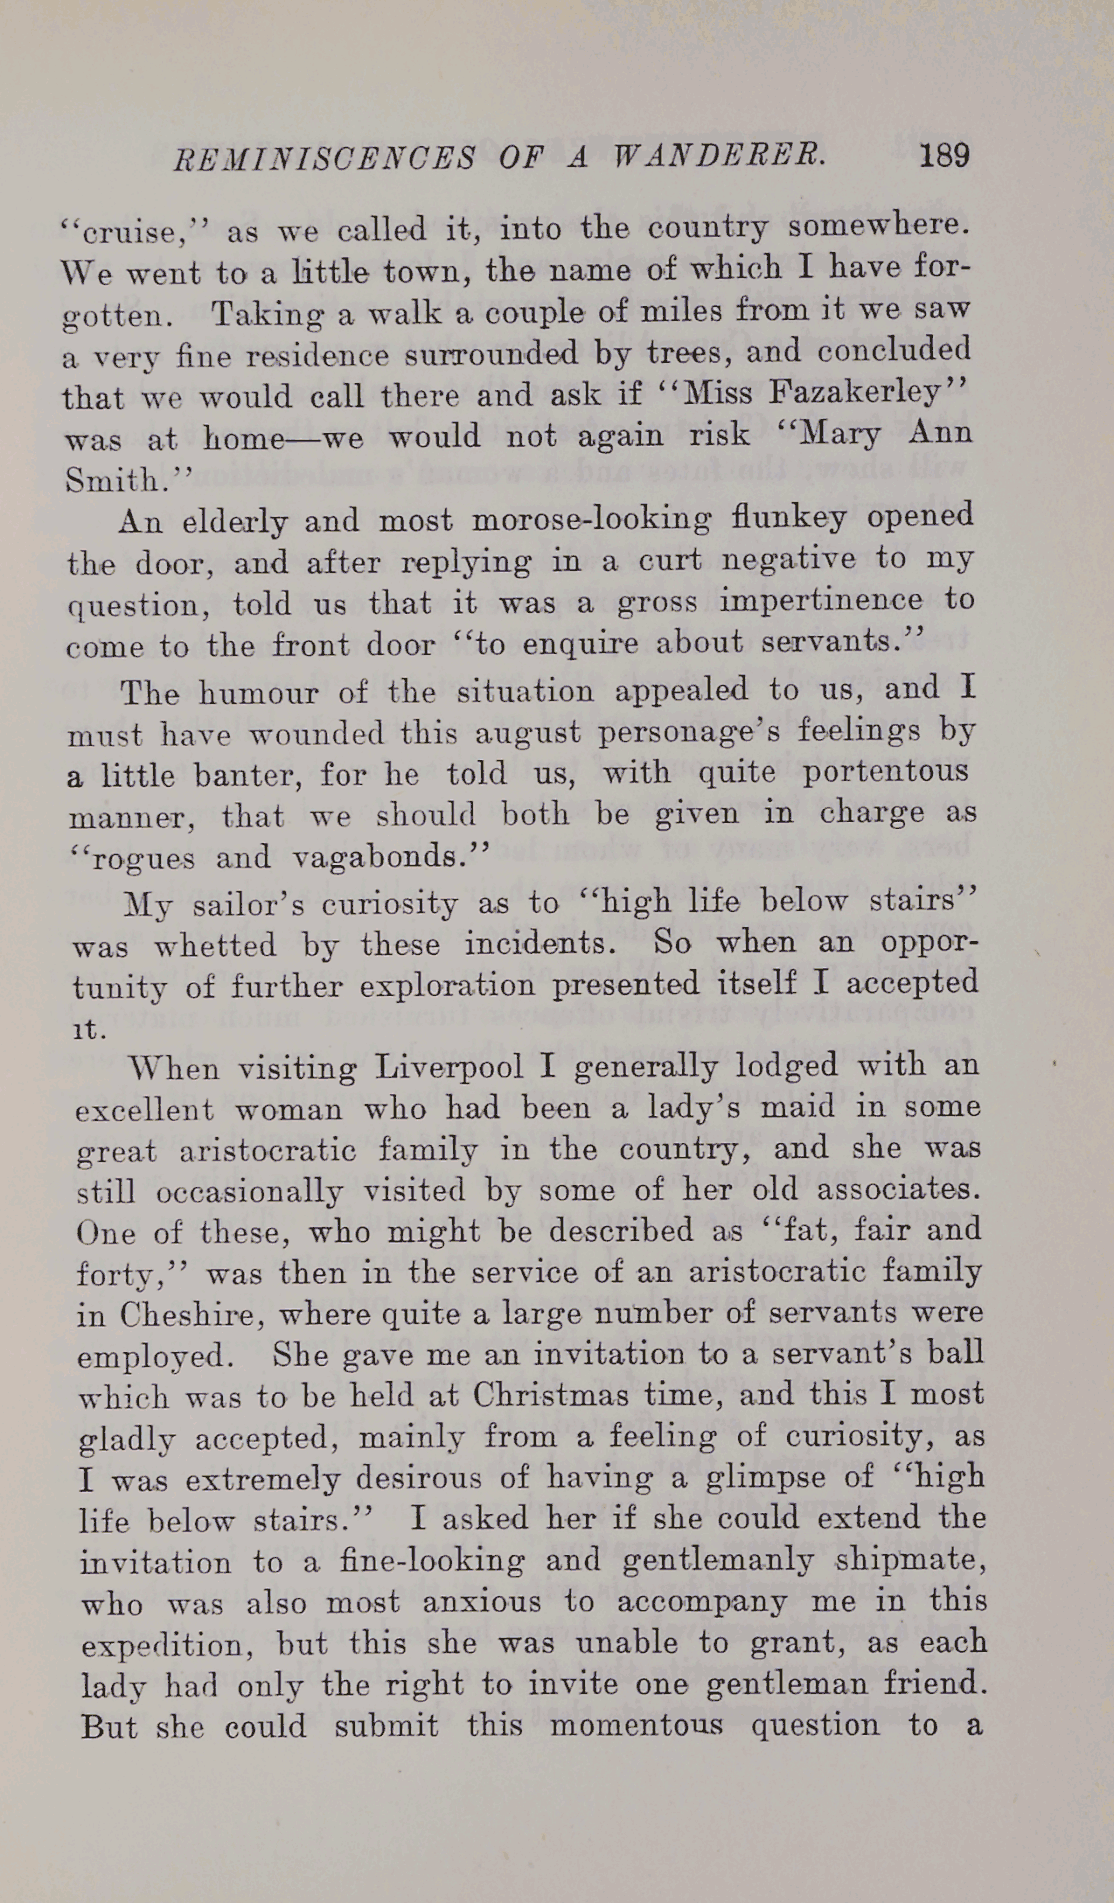 REMINISCENCES OF A WANDERER. 189
“cruise,” as we called it, into the country somewhere.
We went to a little town, the name of which I have for-
gotten. Taking a walk a couple of miles from it we saw
a very fine residence surrounded by trees, and concluded
that we would call there and ask if “Miss Fazakerley”
was at home—we would not again risk “Mary Ann
Smith.”
An elderly and most morose-looking flunkey opened
the door, and after replying in a curt negative to my
question, told us that it was a gross impertinence to
come to the front door “to enquire about servants.”
The humour of the situation appealed to us, and I
must have wounded this august personage’s feelings by
a little banter, for he told us, with quite portentous
manner, that we should both be given in charge as
“rogues and vagabonds.”
My sailor’s curiosity as to “high life below stairs”
was whetted by these incidents. So when an oppor-
tunity of further exploration presented itself I accepted
it.
When visiting Liverpool I generally lodged with an
excellent woman who had been a lady’s maid in some
great aristocratic family in the country, and she was
still occasionally visited by some of her old associates.
One of these, who might be described as “fat, fair and
forty,” was then in the service of an aristocratic family
in Cheshire, where quite a large number of servants were
employed. She gave me an invitation to a servant’s ball
which was to be held at Christmas time, and this I most
gladly accepted, mainly from a feeling of curiosity, as
I was extremely desirous of having a glimpse of “high
life below stairs.” I asked her if she could extend the
invitation to a fine-looking and gentlemanly shipmate,
who was also most anxious to accompany me in this
expedition, but this she was unable to grant, as each
lady had only the right to invite one gentleman friend.
But she could submit this momentous question to a